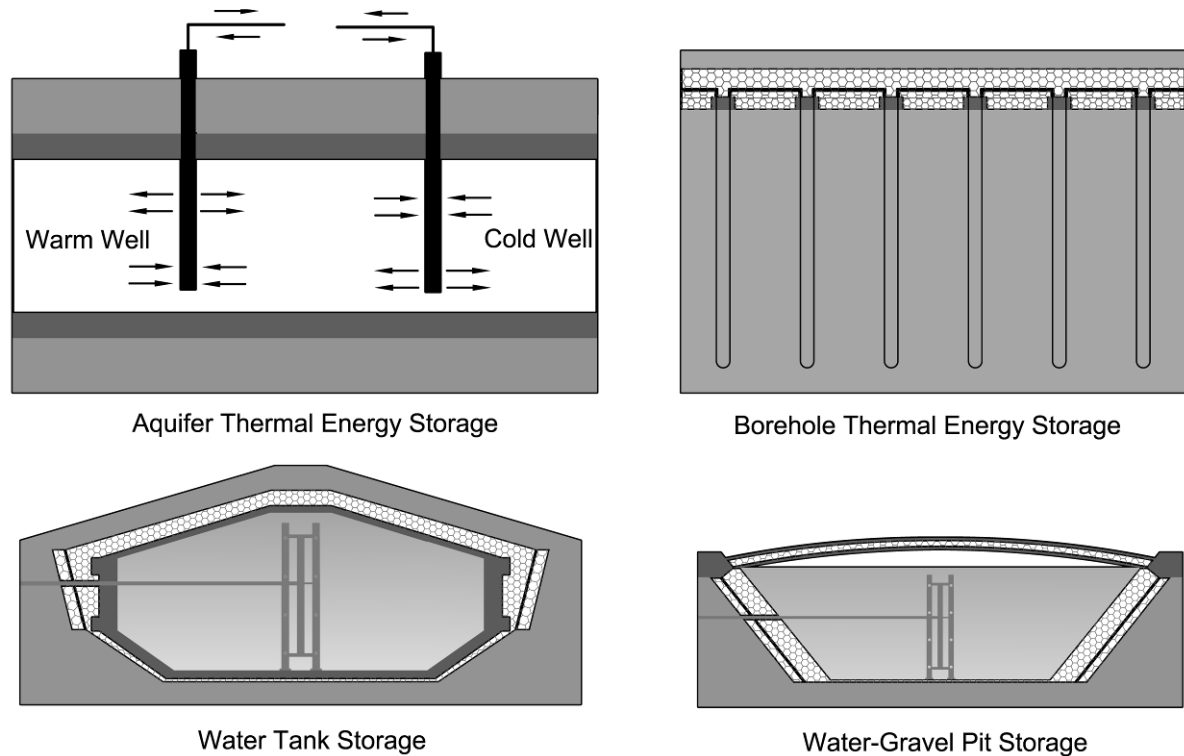 Warm Well
Cold Well
Aquifer Thermal Energy Storage
Borehole Thermal Energy Storage
Water Tank Storage
Water-Gravel Pit Storage